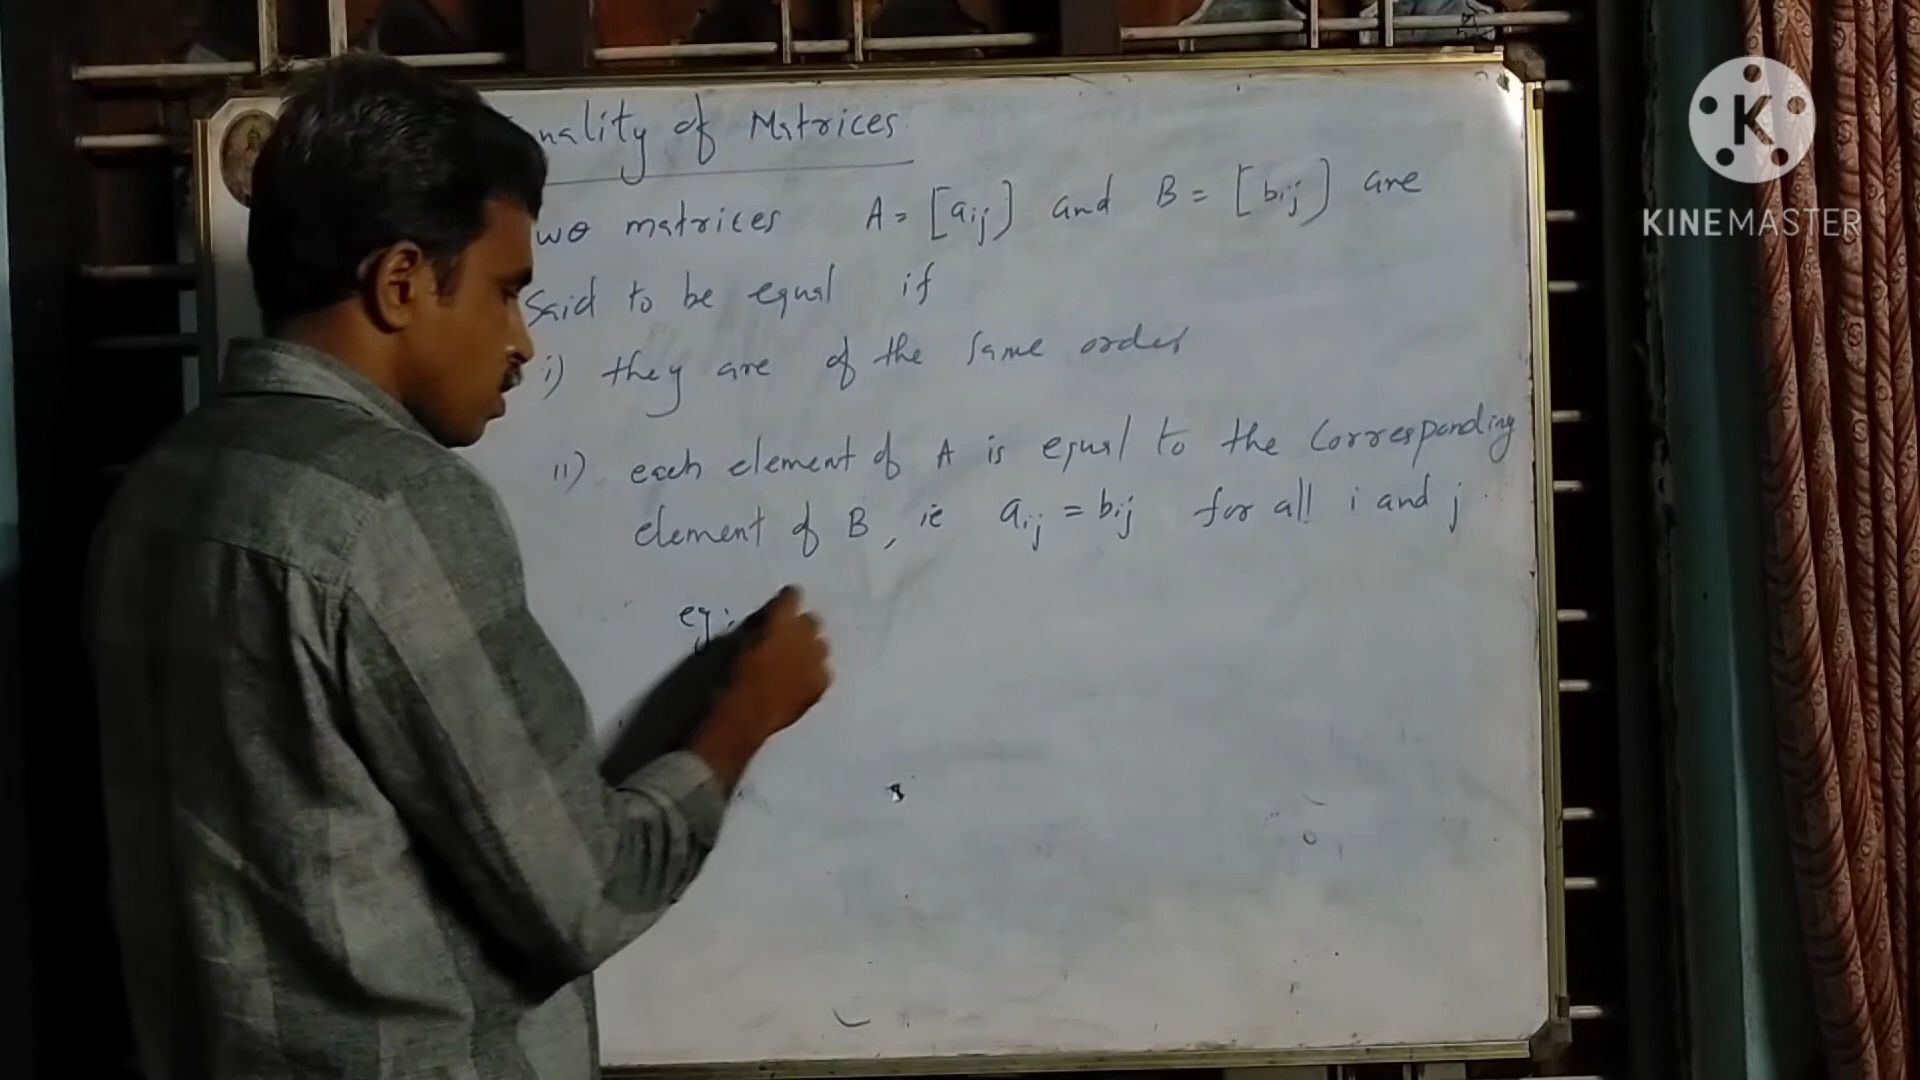 nality of Matrices
wo matrices A = [aij] and B = [bij] are
Said to be equal if
i) they are of the same order
ii) each element of A is equal to the Corresponding
element of B, ie aij = bij for all i and j
eg:
K
KINEMASTER